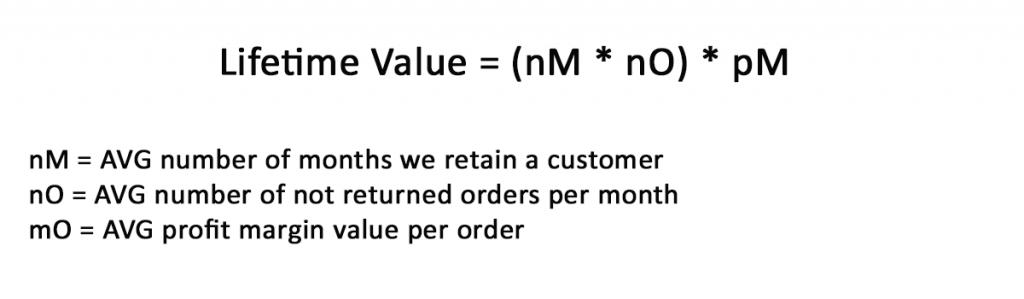 Lifetime Value = (nM * nO) * pM
nM = AVG number of months we retain a customer
nO = AVG number of not returned orders per month
mO = AVG profit margin value per order